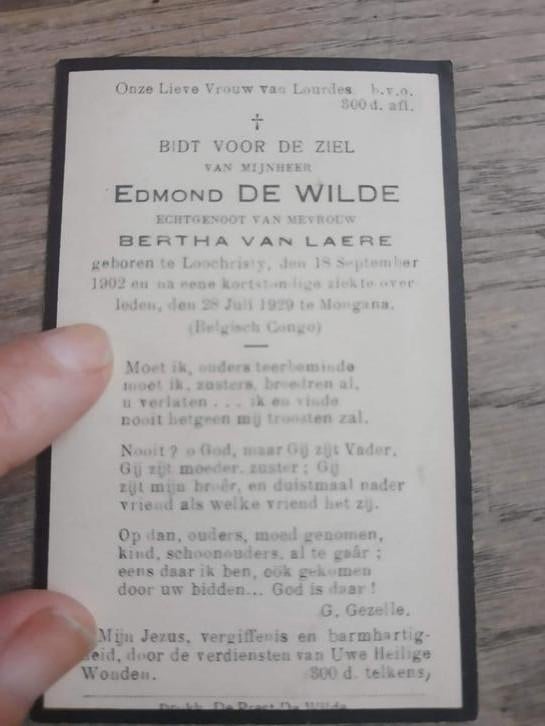 Onze Lieve Vrouw van Lourdes b.v.o.
300 d. afl.
†
BIDT VOOR DE ZIEL
VAN MIJNHEER
EDMOND DE WILDE
ECHTGENOOT VAN MEVROUW
BERTHA VAN LAERE
geboren te Loochristy, den 18 September
1902 en na eene kortstondige ziekte over-
leden, den 28 Juli 1929 te Mongana.
(Belgisch Congo)
Moet ik, ouders teerbeminde
moet ik, zusters, broedren al,
u verlaten . . . ik en vinde
nooit hetgeen mij troosten zal.
Nooit ? o God, maar Gij zijt Vader,
Gij zijt moeder, zuster ; Gij
zijt mijn broêr, en duistmaal nader
vriend als welke vriend het zij.
Op dan, ouders, moed genomen,
kind, schoonouders, al te gaâr ;
eens daar ik ben, oök gekomen
door uw bidden... God is daar !
G. Gezelle.
Mijn Jezus, vergiffenis en barmhartig-
heid, door de verdiensten van Uwe Heilige
Wonden. 300 d. telkens,